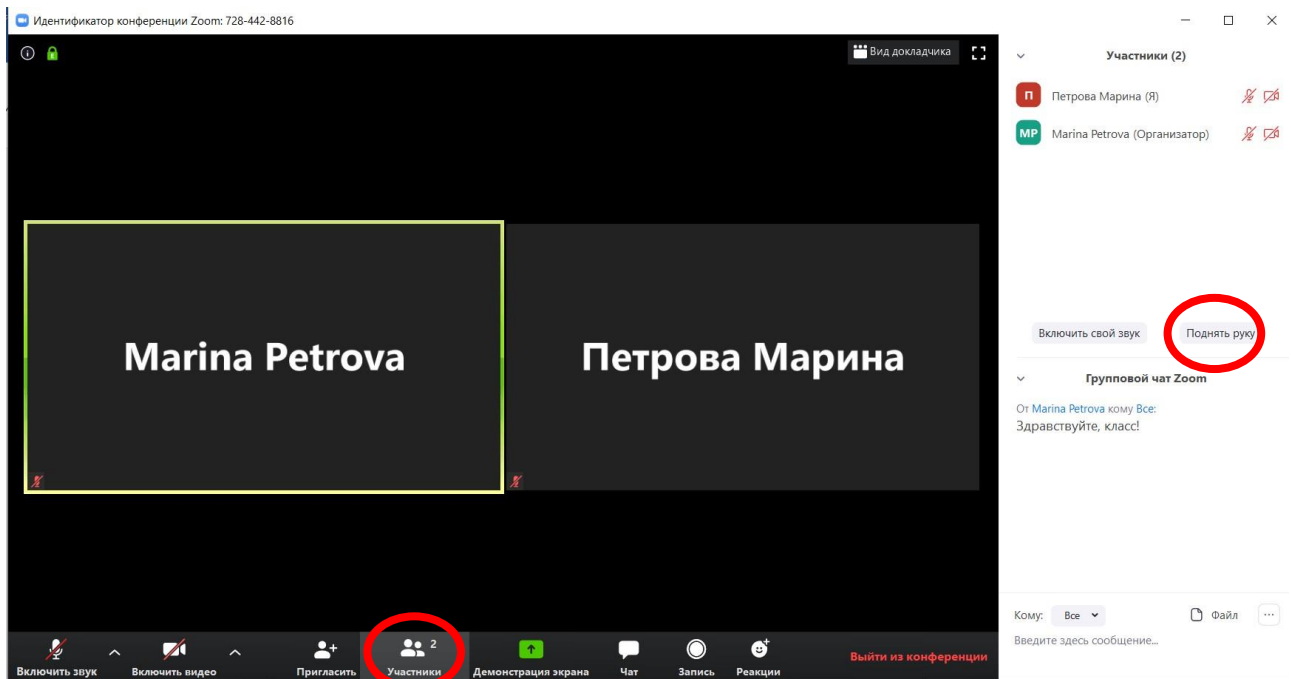 Идентификатор конференции Zoom: 728-442-8816
Вид докладчика
Участники (2)
П Петрова Марина (Я)
MP Marina Petrova (Организатор)
Marina Petrova
Петрова Марина
Включить свой звук
Поднять руку
Групповой чат Zoom
От Marina Petrova кому Все:
Здравствуйте, класс!
Кому: Все
Файл
Введите здесь сообщение...
Включить звук
Включить видео
Пригласить
2
Участники
Демонстрация экрана
Чат
Запись
Реакции
Выйти из конференции